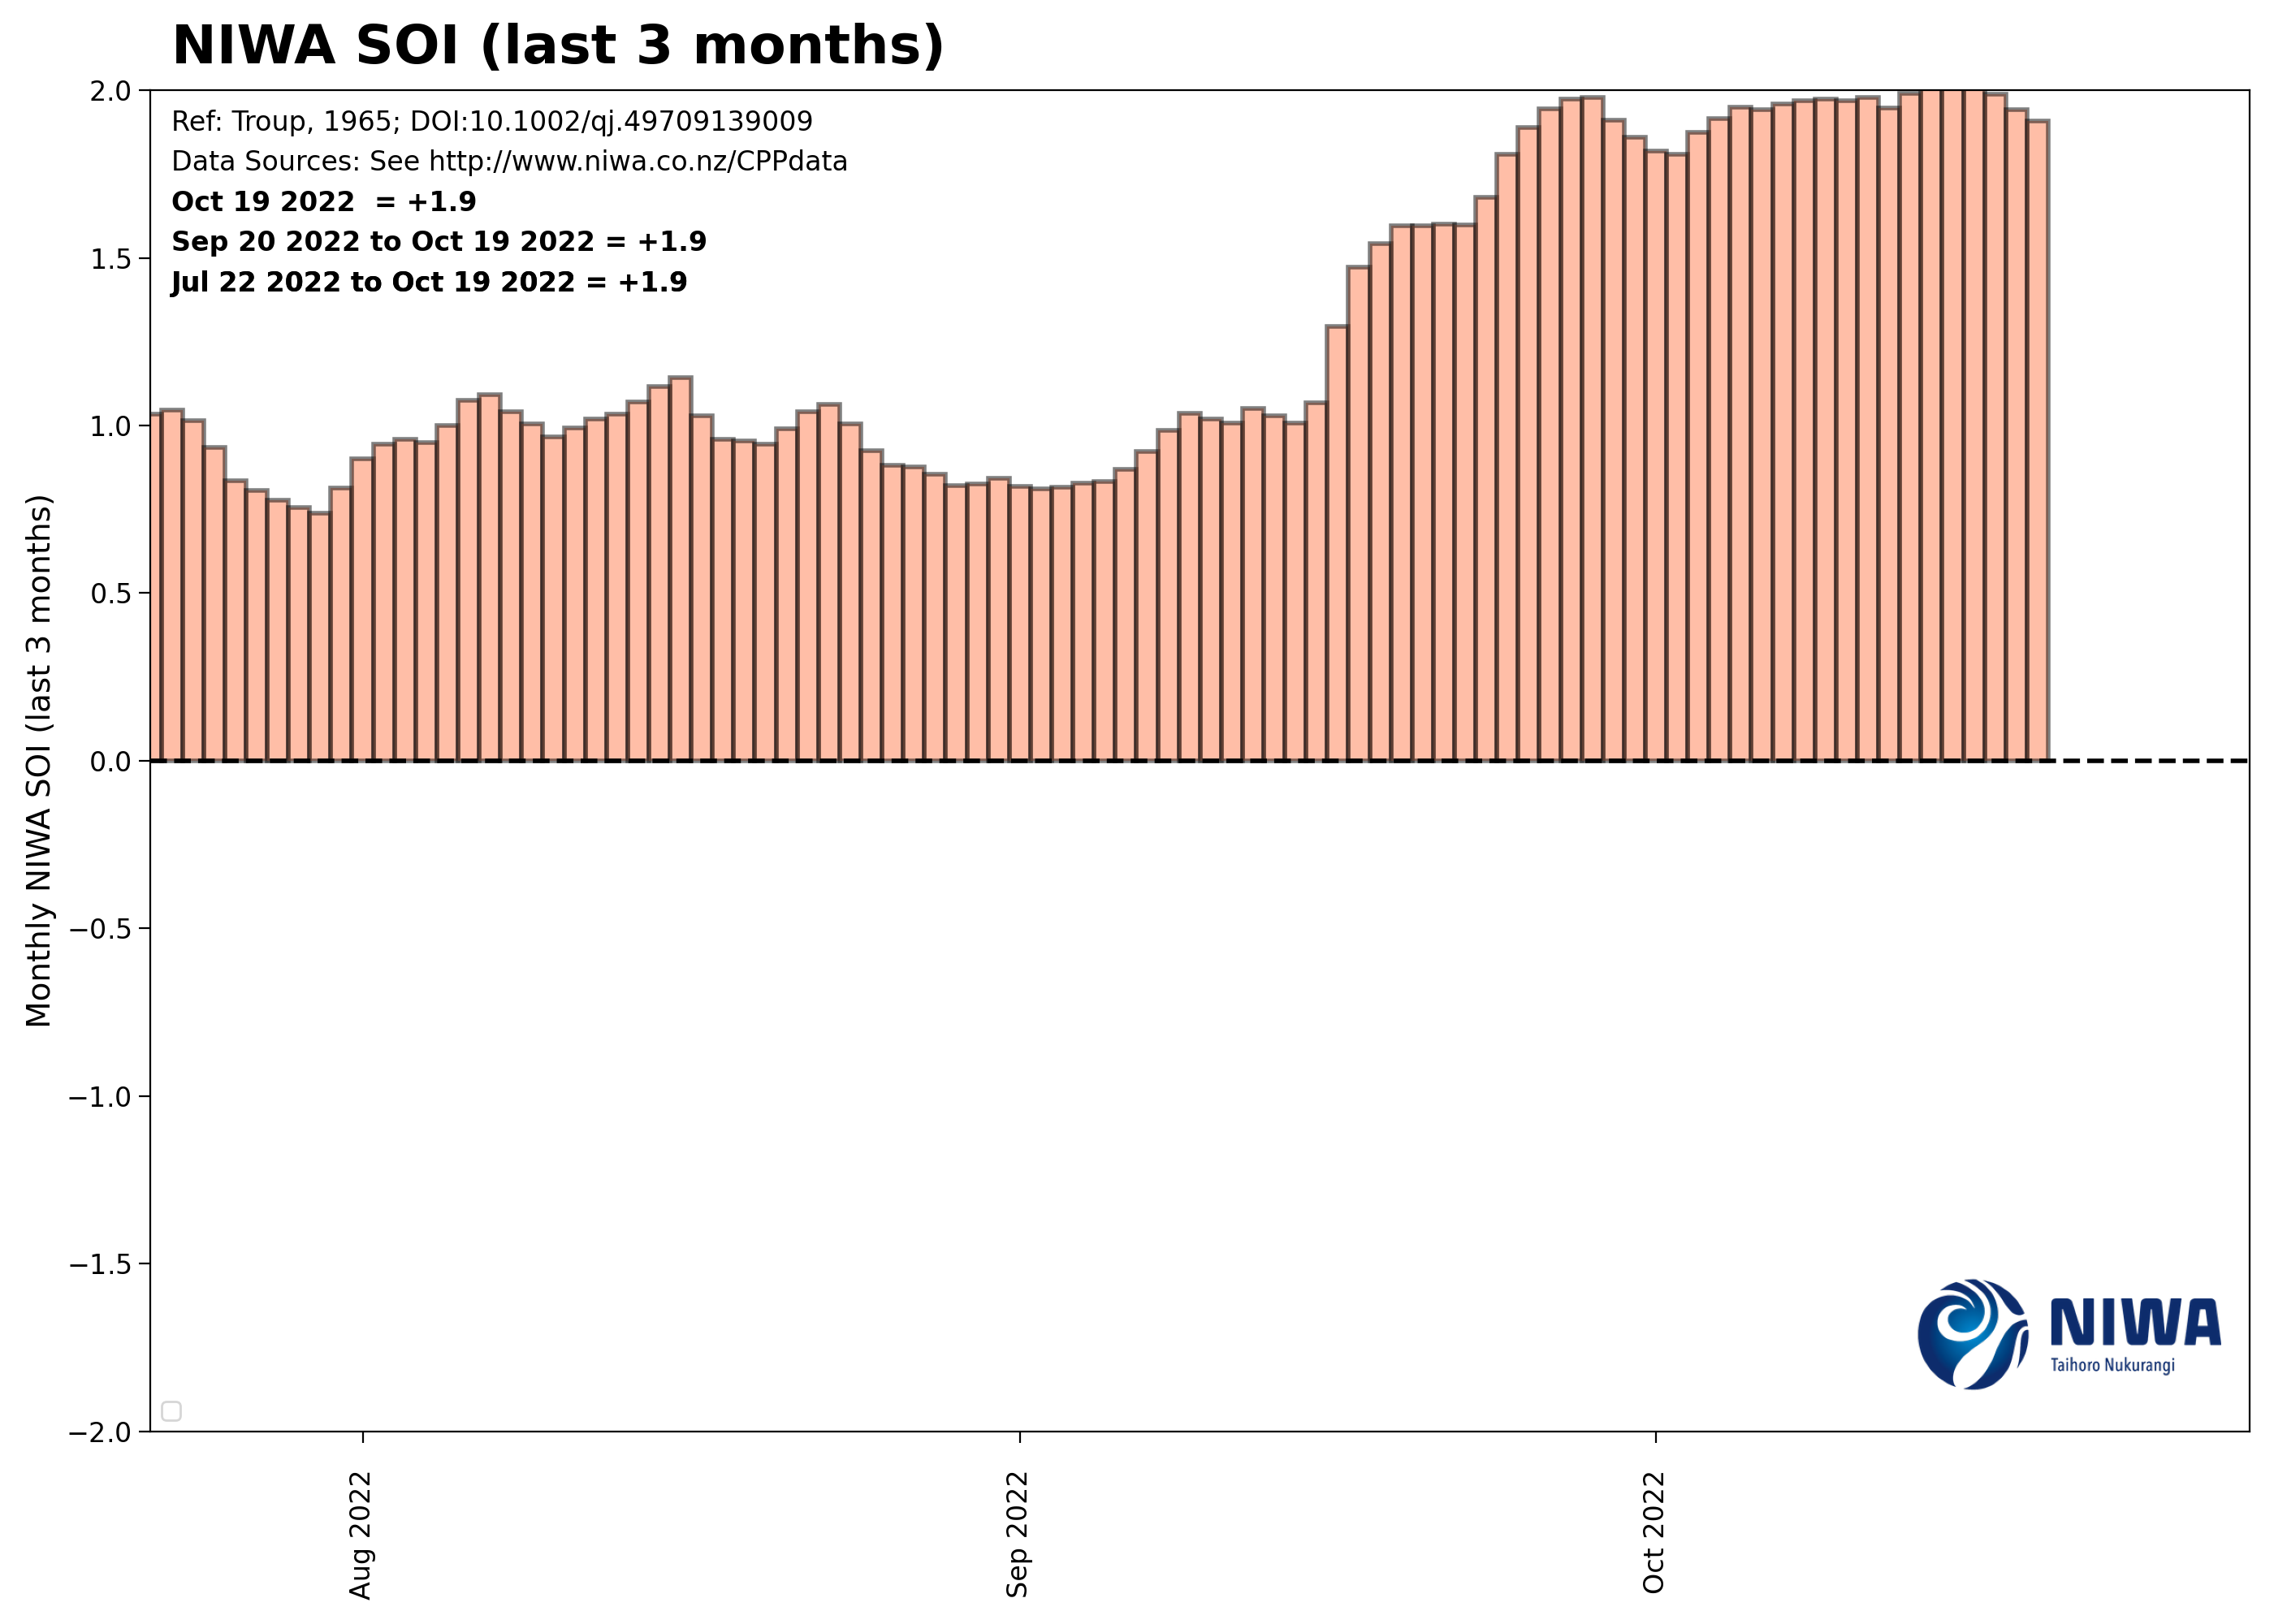 NIWA SOI (last 3 months)
Ref: Troup, 1965; DOI:10.1002/qj.49709139009
Data Sources: See http://www.niwa.co.nz/CPPdata
Oct 19 2022  = +1.9
Sep 20 2022 to Oct 19 2022 = +1.9
Jul 22 2022 to Oct 19 2022 = +1.9
Monthly NIWA SOI (last 3 months)
2.0
1.5
1.0
0.5
0.0
−0.5
−1.0
−1.5
−2.0
Aug 2022
Sep 2022
Oct 2022
NIWA
Taihoro Nukurangi